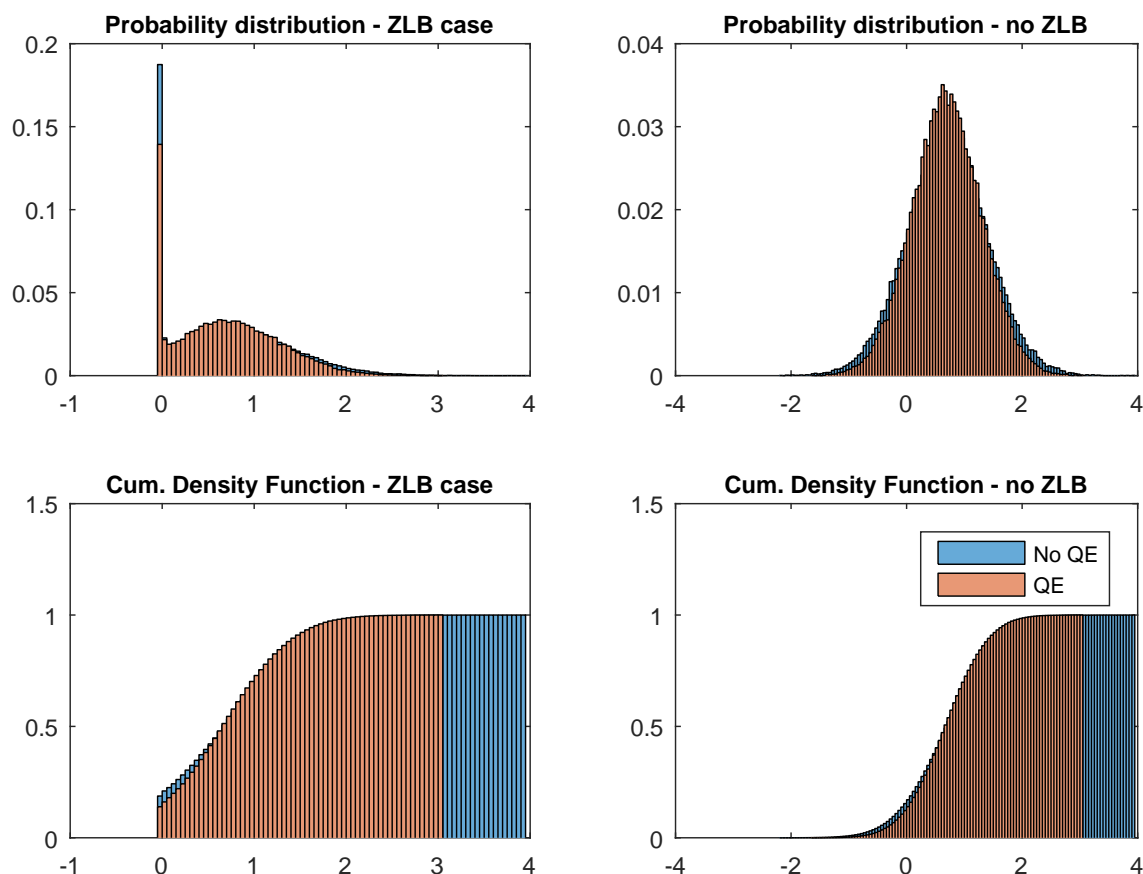 Probability distribution - ZLB case
0.2
0.15
0.1
0.05
0
-1 0 1 2 3 4
Probability distribution - no ZLB
0.04
0.03
0.02
0.01
0
-4 -2 0 2 4
Cum. Density Function - ZLB case
1.5
1
0.5
0
-1 0 1 2 3 4
Cum. Density Function - no ZLB
1.5
1
0.5
0
-4 -2 0 2 4
No QE
QE